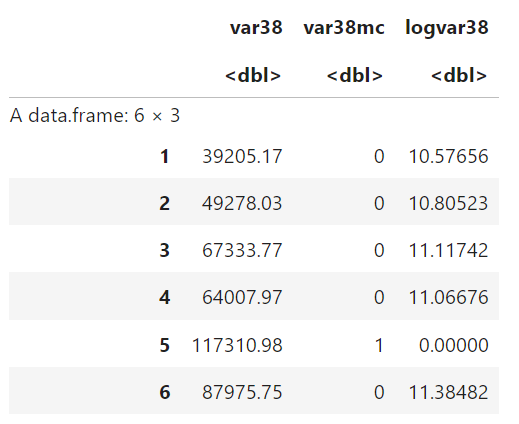 var38 var38mc logvar38
<dbl> <dbl> <dbl>
A data.frame: 6 × 3
1 39205.17 0 10.57656
2 49278.03 0 10.80523
3 67333.77 0 11.11742
4 64007.97 0 11.06676
5 117310.98 1 0.00000
6 87975.75 0 11.38482